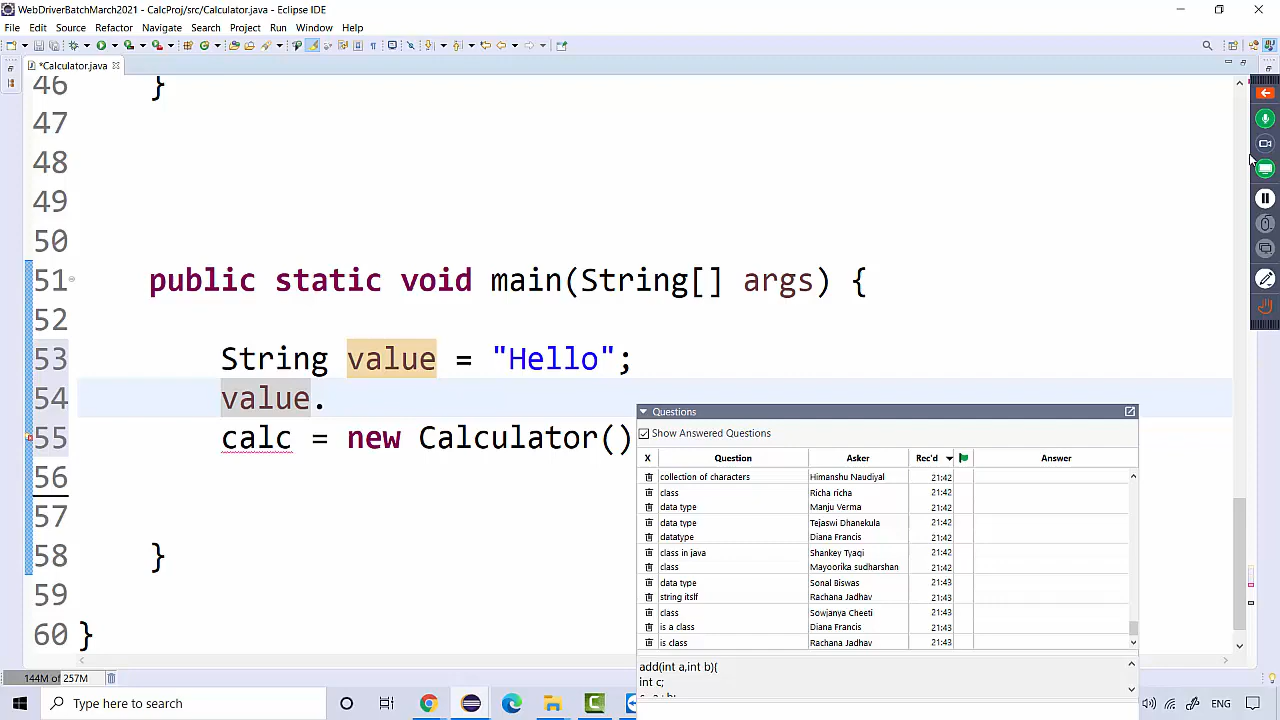 WebDriverBatchMarch2021 - CalcProj/src/Calculator.java - Eclipse IDE
File Edit Source Refactor Navigate Search Project Run Window Help
*Calculator.java
46 }
47
48
49
50
51 public static void main(String[] args) {
52
53 String value = "Hello";
54 value.
55 calc = new Calculator()
56
57
58 }
59
60 }
Questions
Show Answered Questions
X Question Asker Rec'd Answer
collection of characters Himanshu Naudiyal 21:42
class Richa richa 21:42
data type Manju Verma 21:42
data type Tejaswi Dhanekula 21:42
datatype Diana Francis 21:42
class in java Shankey Tyaqi 21:42
class Mayoorika sudharshan 21:42
data type Sonal Biswas 21:43
string itslf Rachana Jadhav 21:43
class Sowjanya Cheeti 21:43
is a class Diana Francis 21:43
is class Rachana Jadhav 21:43
add(int a,int b){
int c;
144M of 257M
Type here to search
ENG